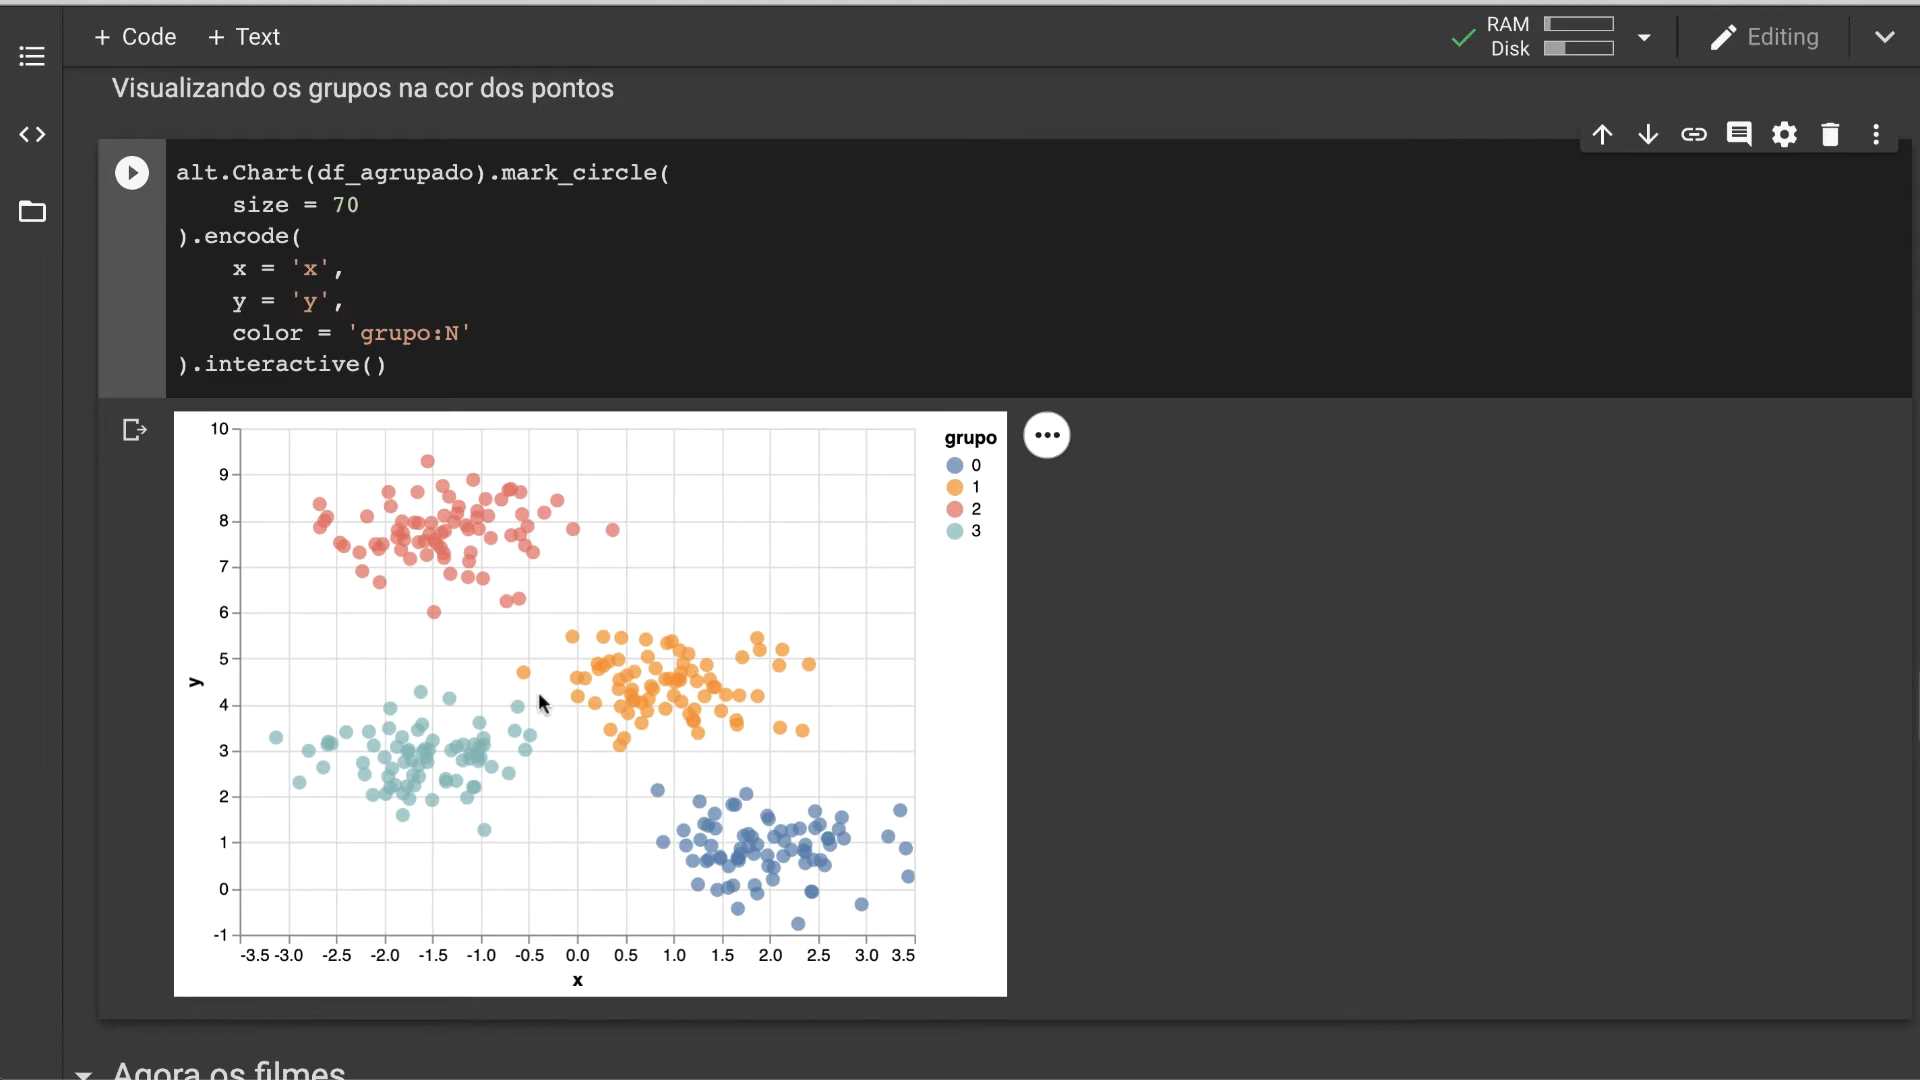 + Code + Text
RAM
Disk
Editing
Visualizando os grupos na cor dos pontos
alt.Chart(df_agrupado).mark_circle(
size = 70
).encode(
x = 'x',
y = 'y',
color = 'grupo:N'
).interactive()
10
9
8
7
6
5
4
3
2
1
0
-1
y
-3.5 -3.0 -2.5 -2.0 -1.5 -1.0 -0.5 0.0 0.5 1.0 1.5 2.0 2.5 3.0 3.5
x
grupo
0
1
2
3
Agora os filmes